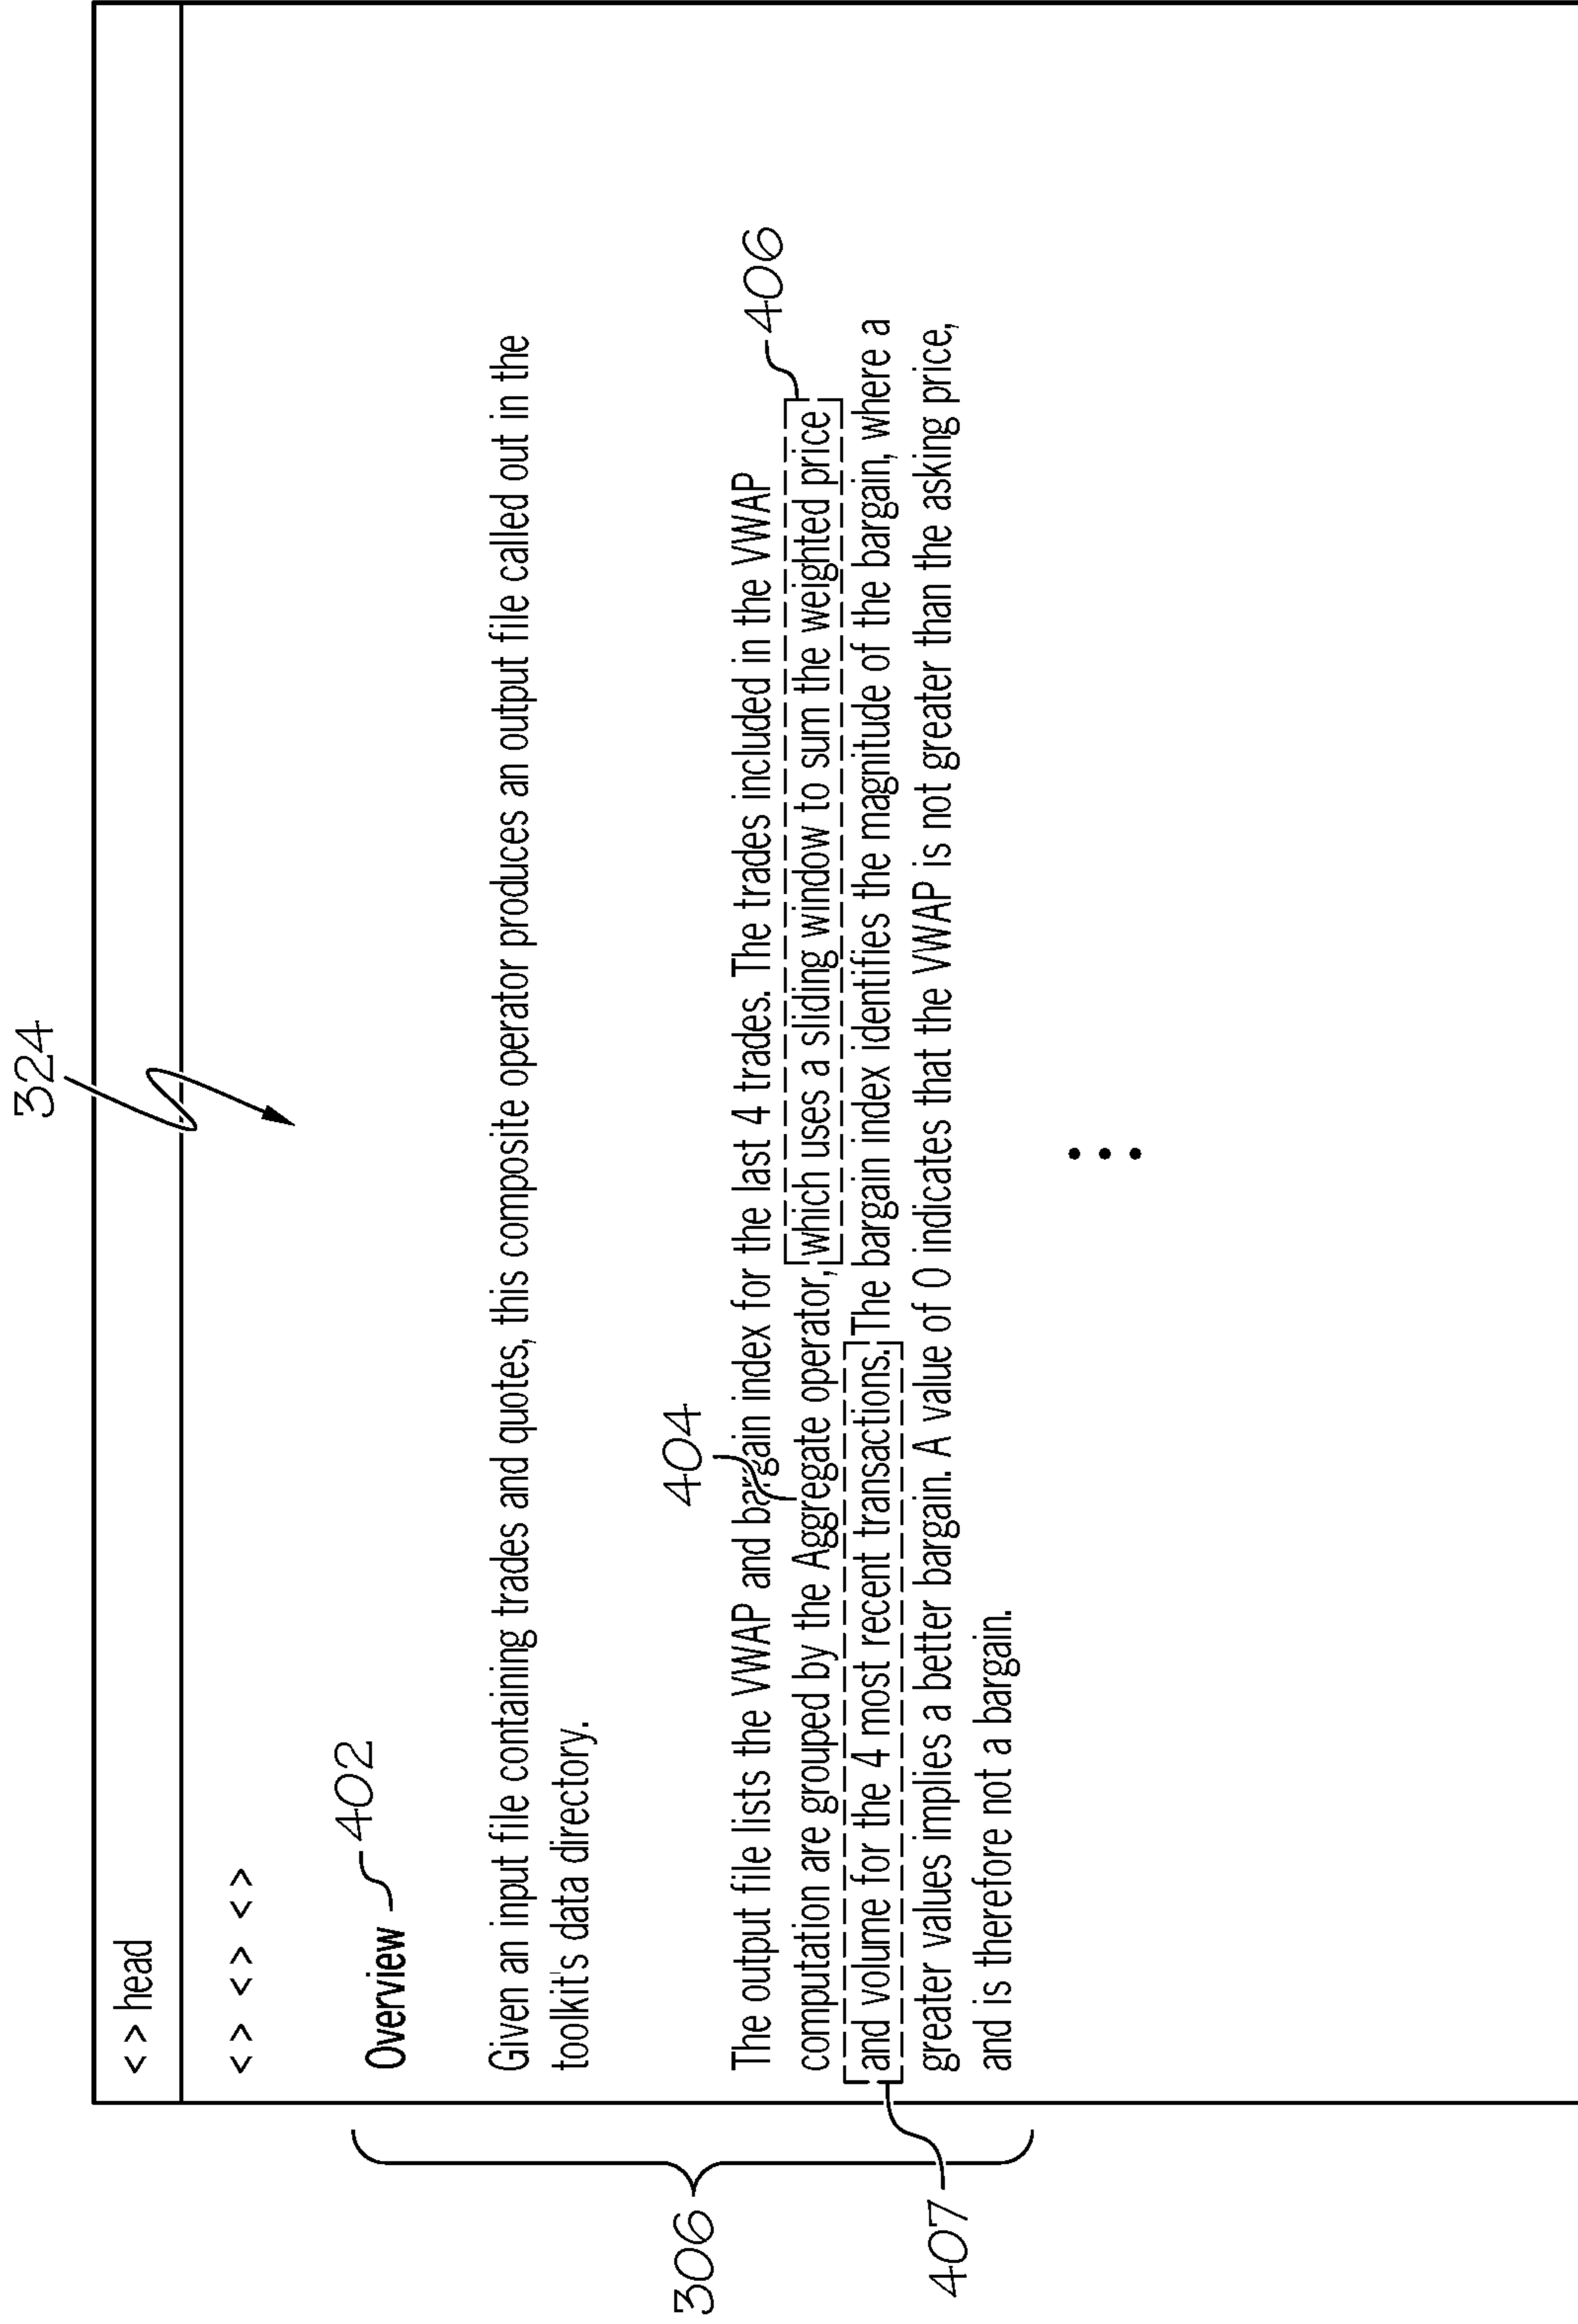 324
< > head
< > < > < >
Overview 402
Given an input file containing trades and quotes, this composite operator produces an output file called out in the
toolkit's data directory.
404
406
The output file lists the VWAP and bargain index for the last 4 trades. The trades included in the VWAP
computation are grouped by the Aggregate operator, which uses a sliding window to sum the weighted price
and volume for the 4 most recent transactions. The bargain index identifies the magnitude of the bargain, where a
greater values implies a better bargain. A value of 0 indicates that the VWAP is not greater than the asking price,
and is therefore not a bargain.
306
407